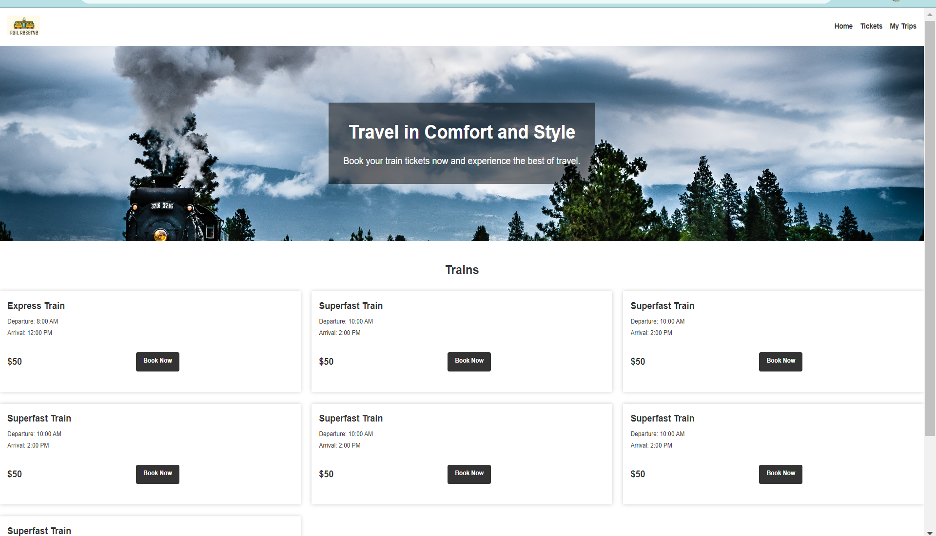 RAIL RESERVE
Home Tickets My Trips
Travel in Comfort and Style
Book your train tickets now and experience the best of travel.
Trains
Express Train
Departure: 8:00 AM
Arrival: 12:00 PM
$50
Book Now
Superfast Train
Departure: 10:00 AM
Arrival: 2:00 PM
$50
Book Now
Superfast Train
Departure: 10:00 AM
Arrival: 2:00 PM
$50
Book Now
Superfast Train
Departure: 10:00 AM
Arrival: 2:00 PM
$50
Book Now
Superfast Train
Departure: 10:00 AM
Arrival: 2:00 PM
$50
Book Now
Superfast Train
Departure: 10:00 AM
Arrival: 2:00 PM
$50
Book Now
Superfast Train